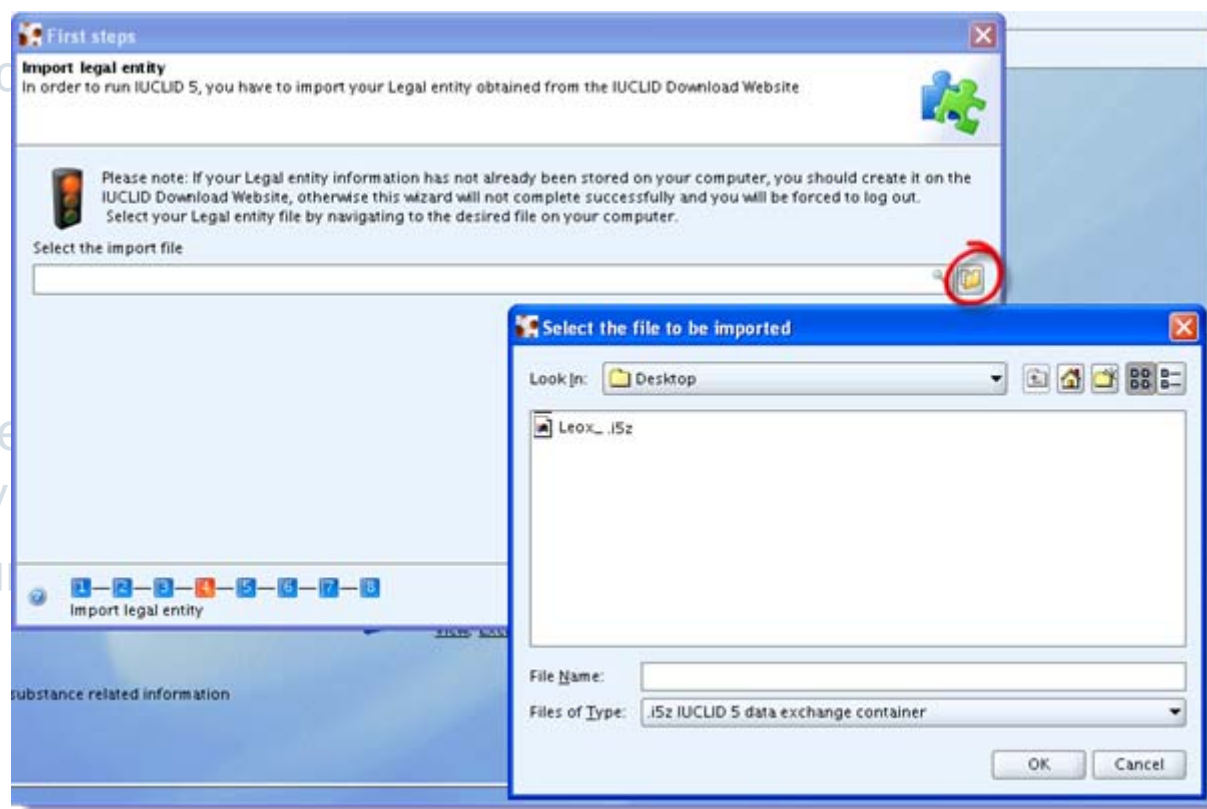 First steps
Import legal entity
In order to run IUCLID 5, you have to import your Legal entity obtained from the IUCLID Download Website
Please note: If your Legal entity information has not already been stored on your computer, you should create it on the
IUCLID Download Website, otherwise this wizard will not complete successfully and you will be forced to log out.
Select your Legal entity file by navigating to the desired file on your computer.
Select the import file
Select the file to be imported
Look In: Desktop
Leox_ .i5z
1 2 3 4 5 6 7 8
Import legal entity
View,
substance related information
File Name:
Files of Type: .i5z IUCLID 5 data exchange container
OK Cancel